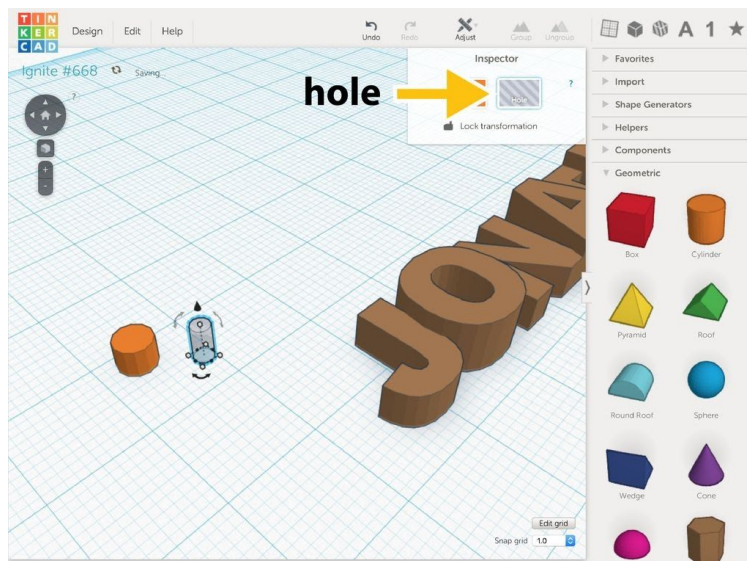 TIN
KER
CAD
Design Edit Help
Undo Redo Adjust Group Ungroup
A 1
Ignite #668 Saving
?
Inspector
hole
Hole
?
Lock transformation
Favorites
Import
Shape Generators
Helpers
Components
Geometric
Box Cylinder
Pyramid Roof
Round Roof Sphere
Wedge Cone
JONA
+
-
Edit grid
Snap grid 1.0